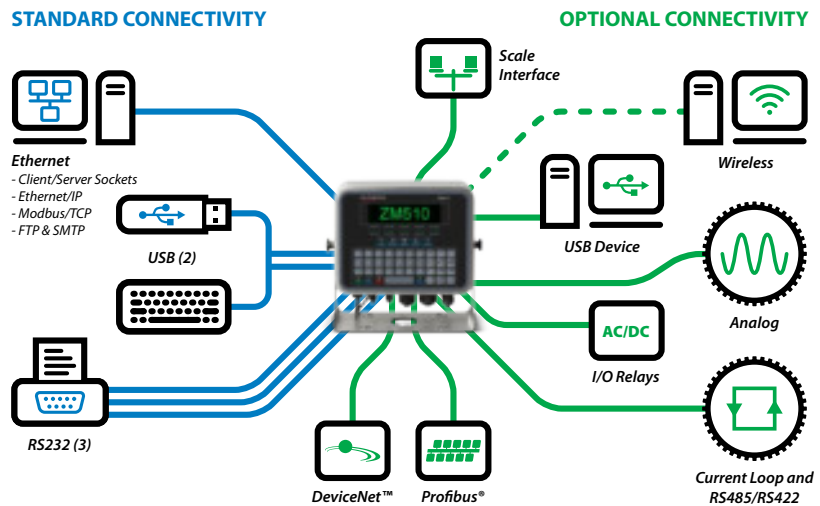 STANDARD CONNECTIVITY
OPTIONAL CONNECTIVITY
Scale
Interface
Ethernet
- Client/Server Sockets
- Ethernet/IP
- Modbus/TCP
- FTP & SMTP
Wireless
ZM510
USB (2)
USB Device
Analog
AC/DC
I/O Relays
RS232 (3)
DeviceNet™
Profibus®
Current Loop and
RS485/RS422